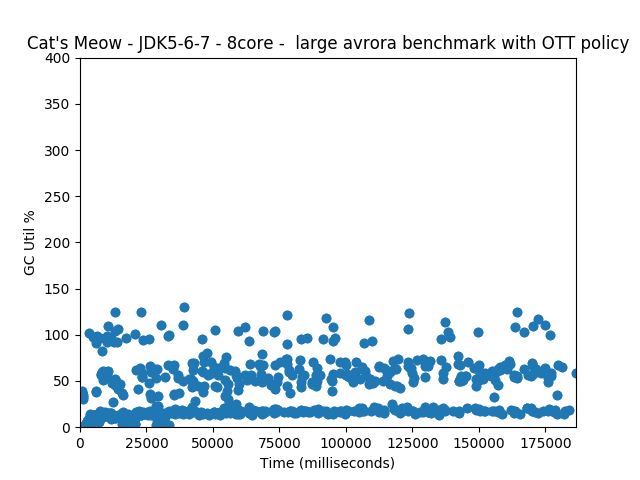 Cat's Meow - JDK5-6-7 - 8core -  large avrora benchmark with OTT policy
400
350
300
250
200
150
100
50
0
GC Util %
0 25000 50000 75000 100000 125000 150000 175000
Time (milliseconds)